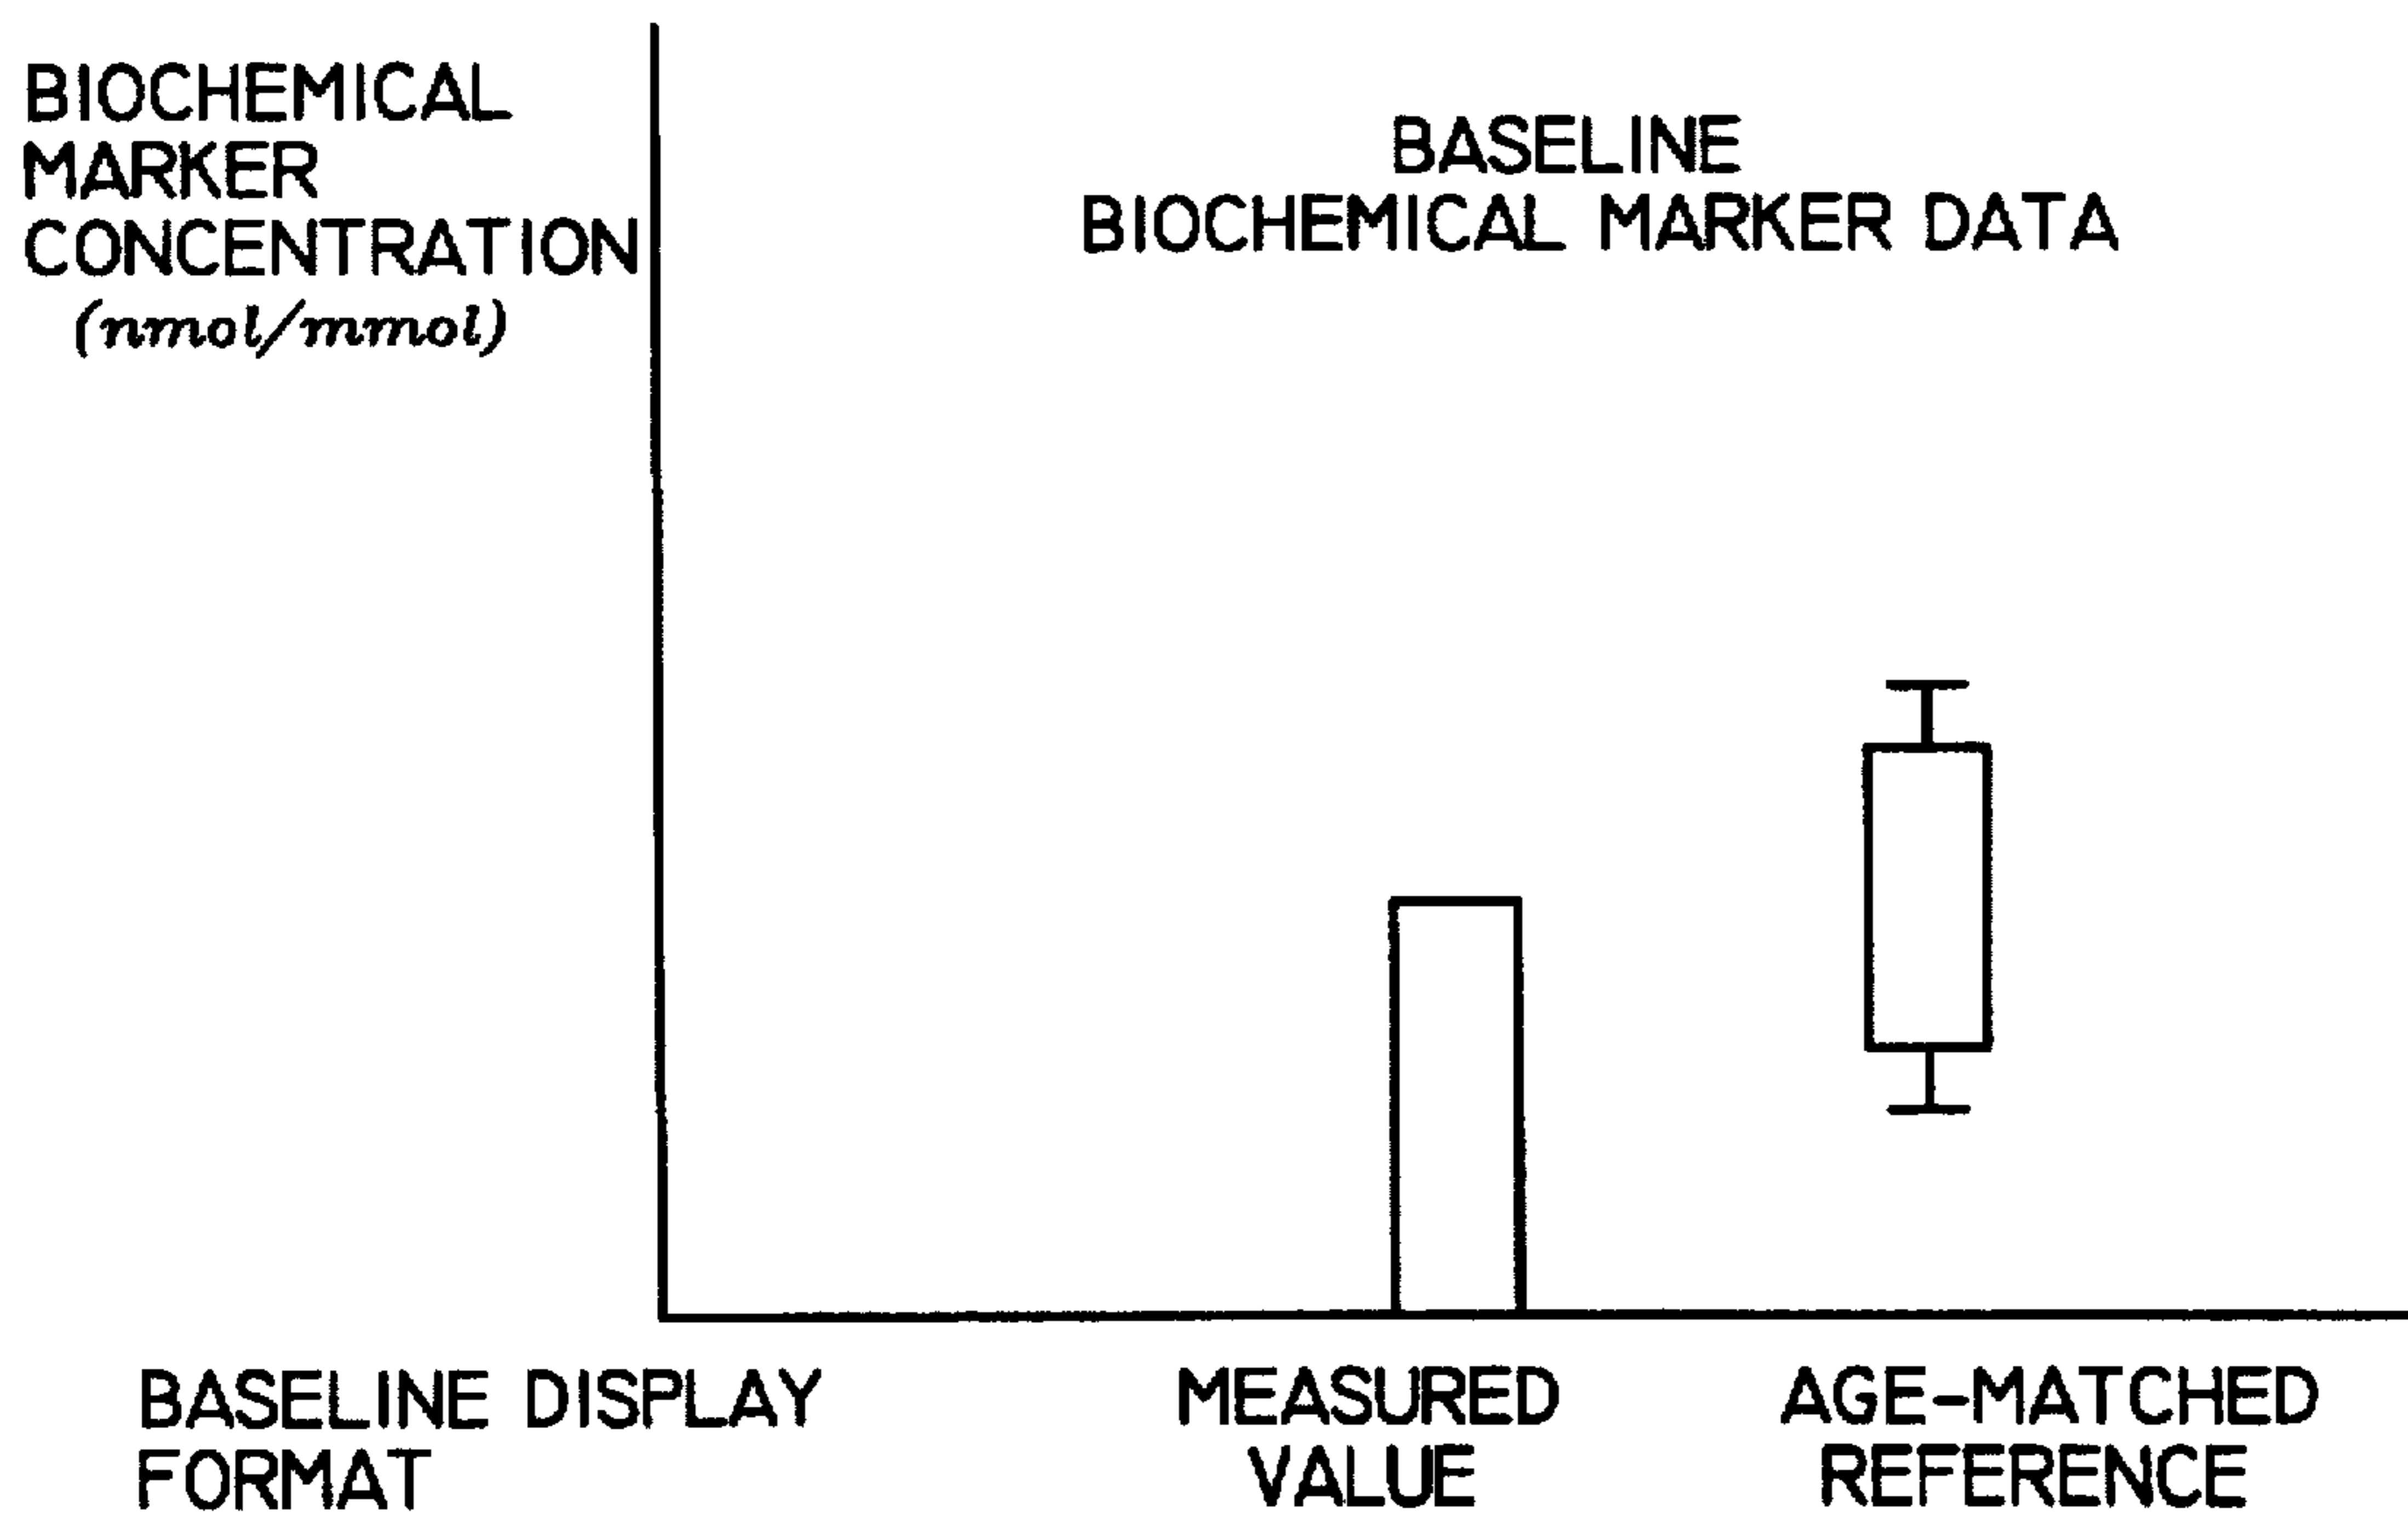 BIOCHEMICAL
MARKER
CONCENTRATION
(nmol/mmol)
BASELINE
BIOCHEMICAL MARKER DATA
BASELINE DISPLAY
FORMAT
MEASURED
VALUE
AGE-MATCHED
REFERENCE